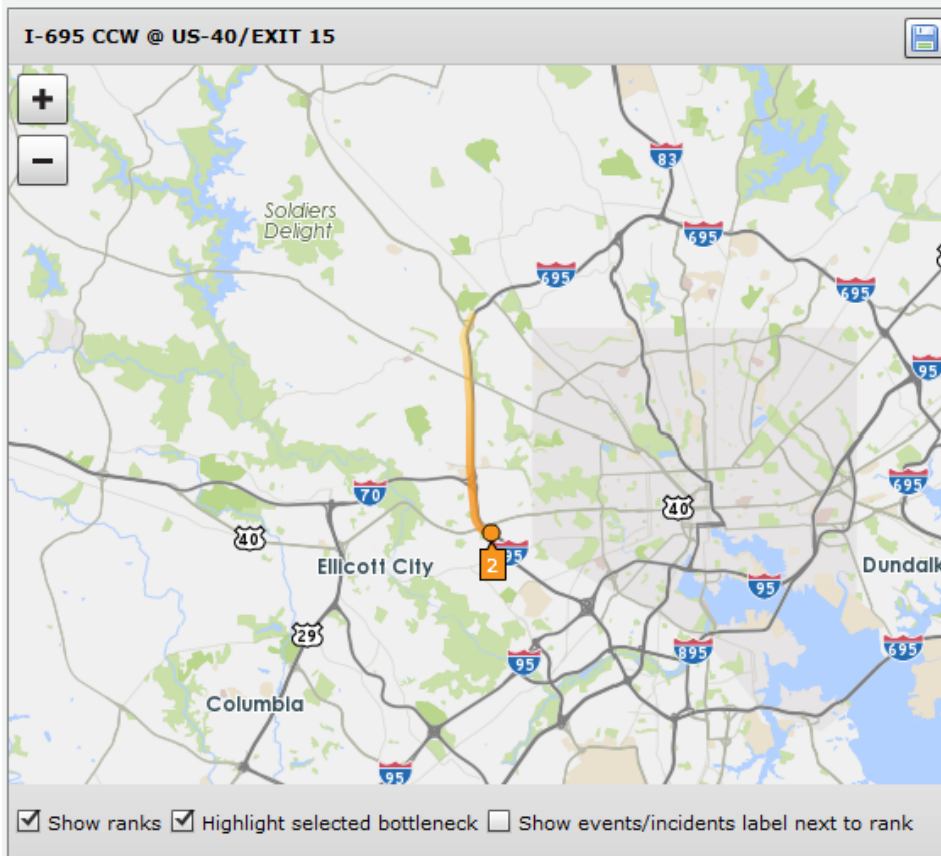 I-695 CCW @ US-40/EXIT 15
+
−
83
Soldiers
Delight
695
695
695
95
70
695
40
40
95
2
Ellicott City
Dundalk
95
29
695
895
95
Columbia
95
Show ranks Highlight selected bottleneck Show events/incidents label next to rank